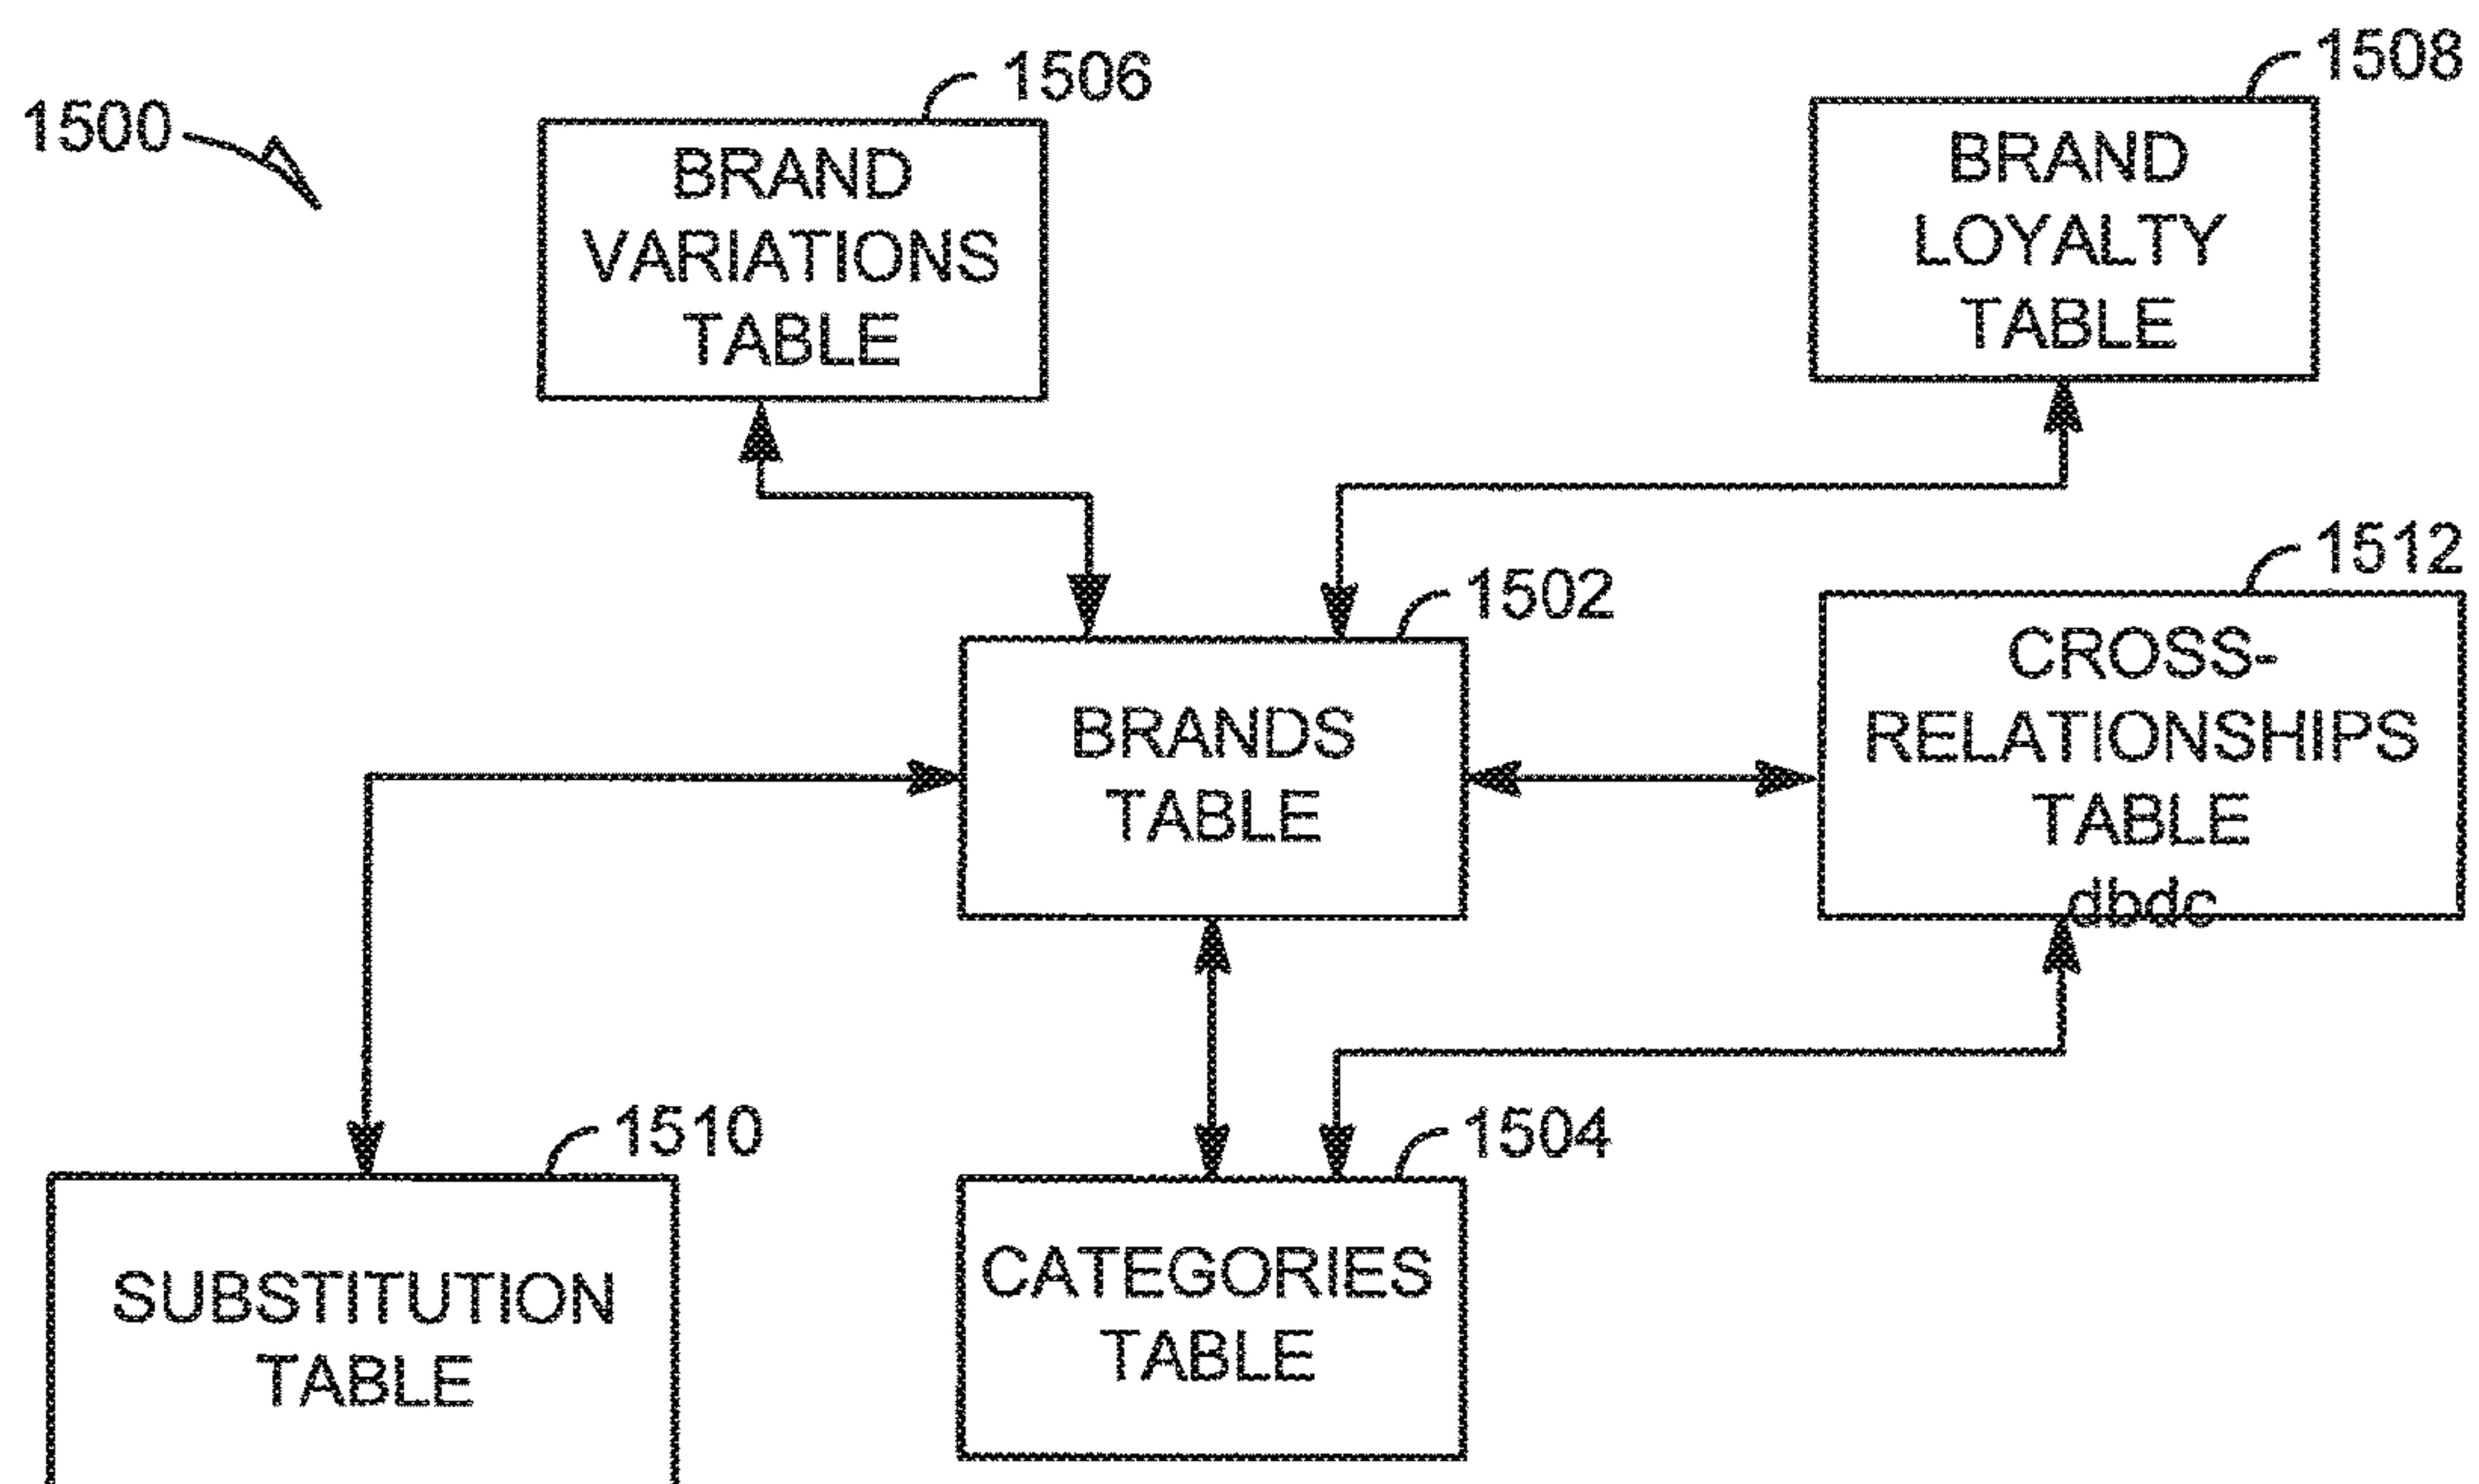 1500
1506
BRAND
VARIATIONS
TABLE
1508
BRAND
LOYALTY
TABLE
1502
BRANDS
TABLE
1512
CROSS-
RELATIONSHIPS
TABLE
dbdc
1510
SUBSTITUTION
TABLE
1504
CATEGORIES
TABLE